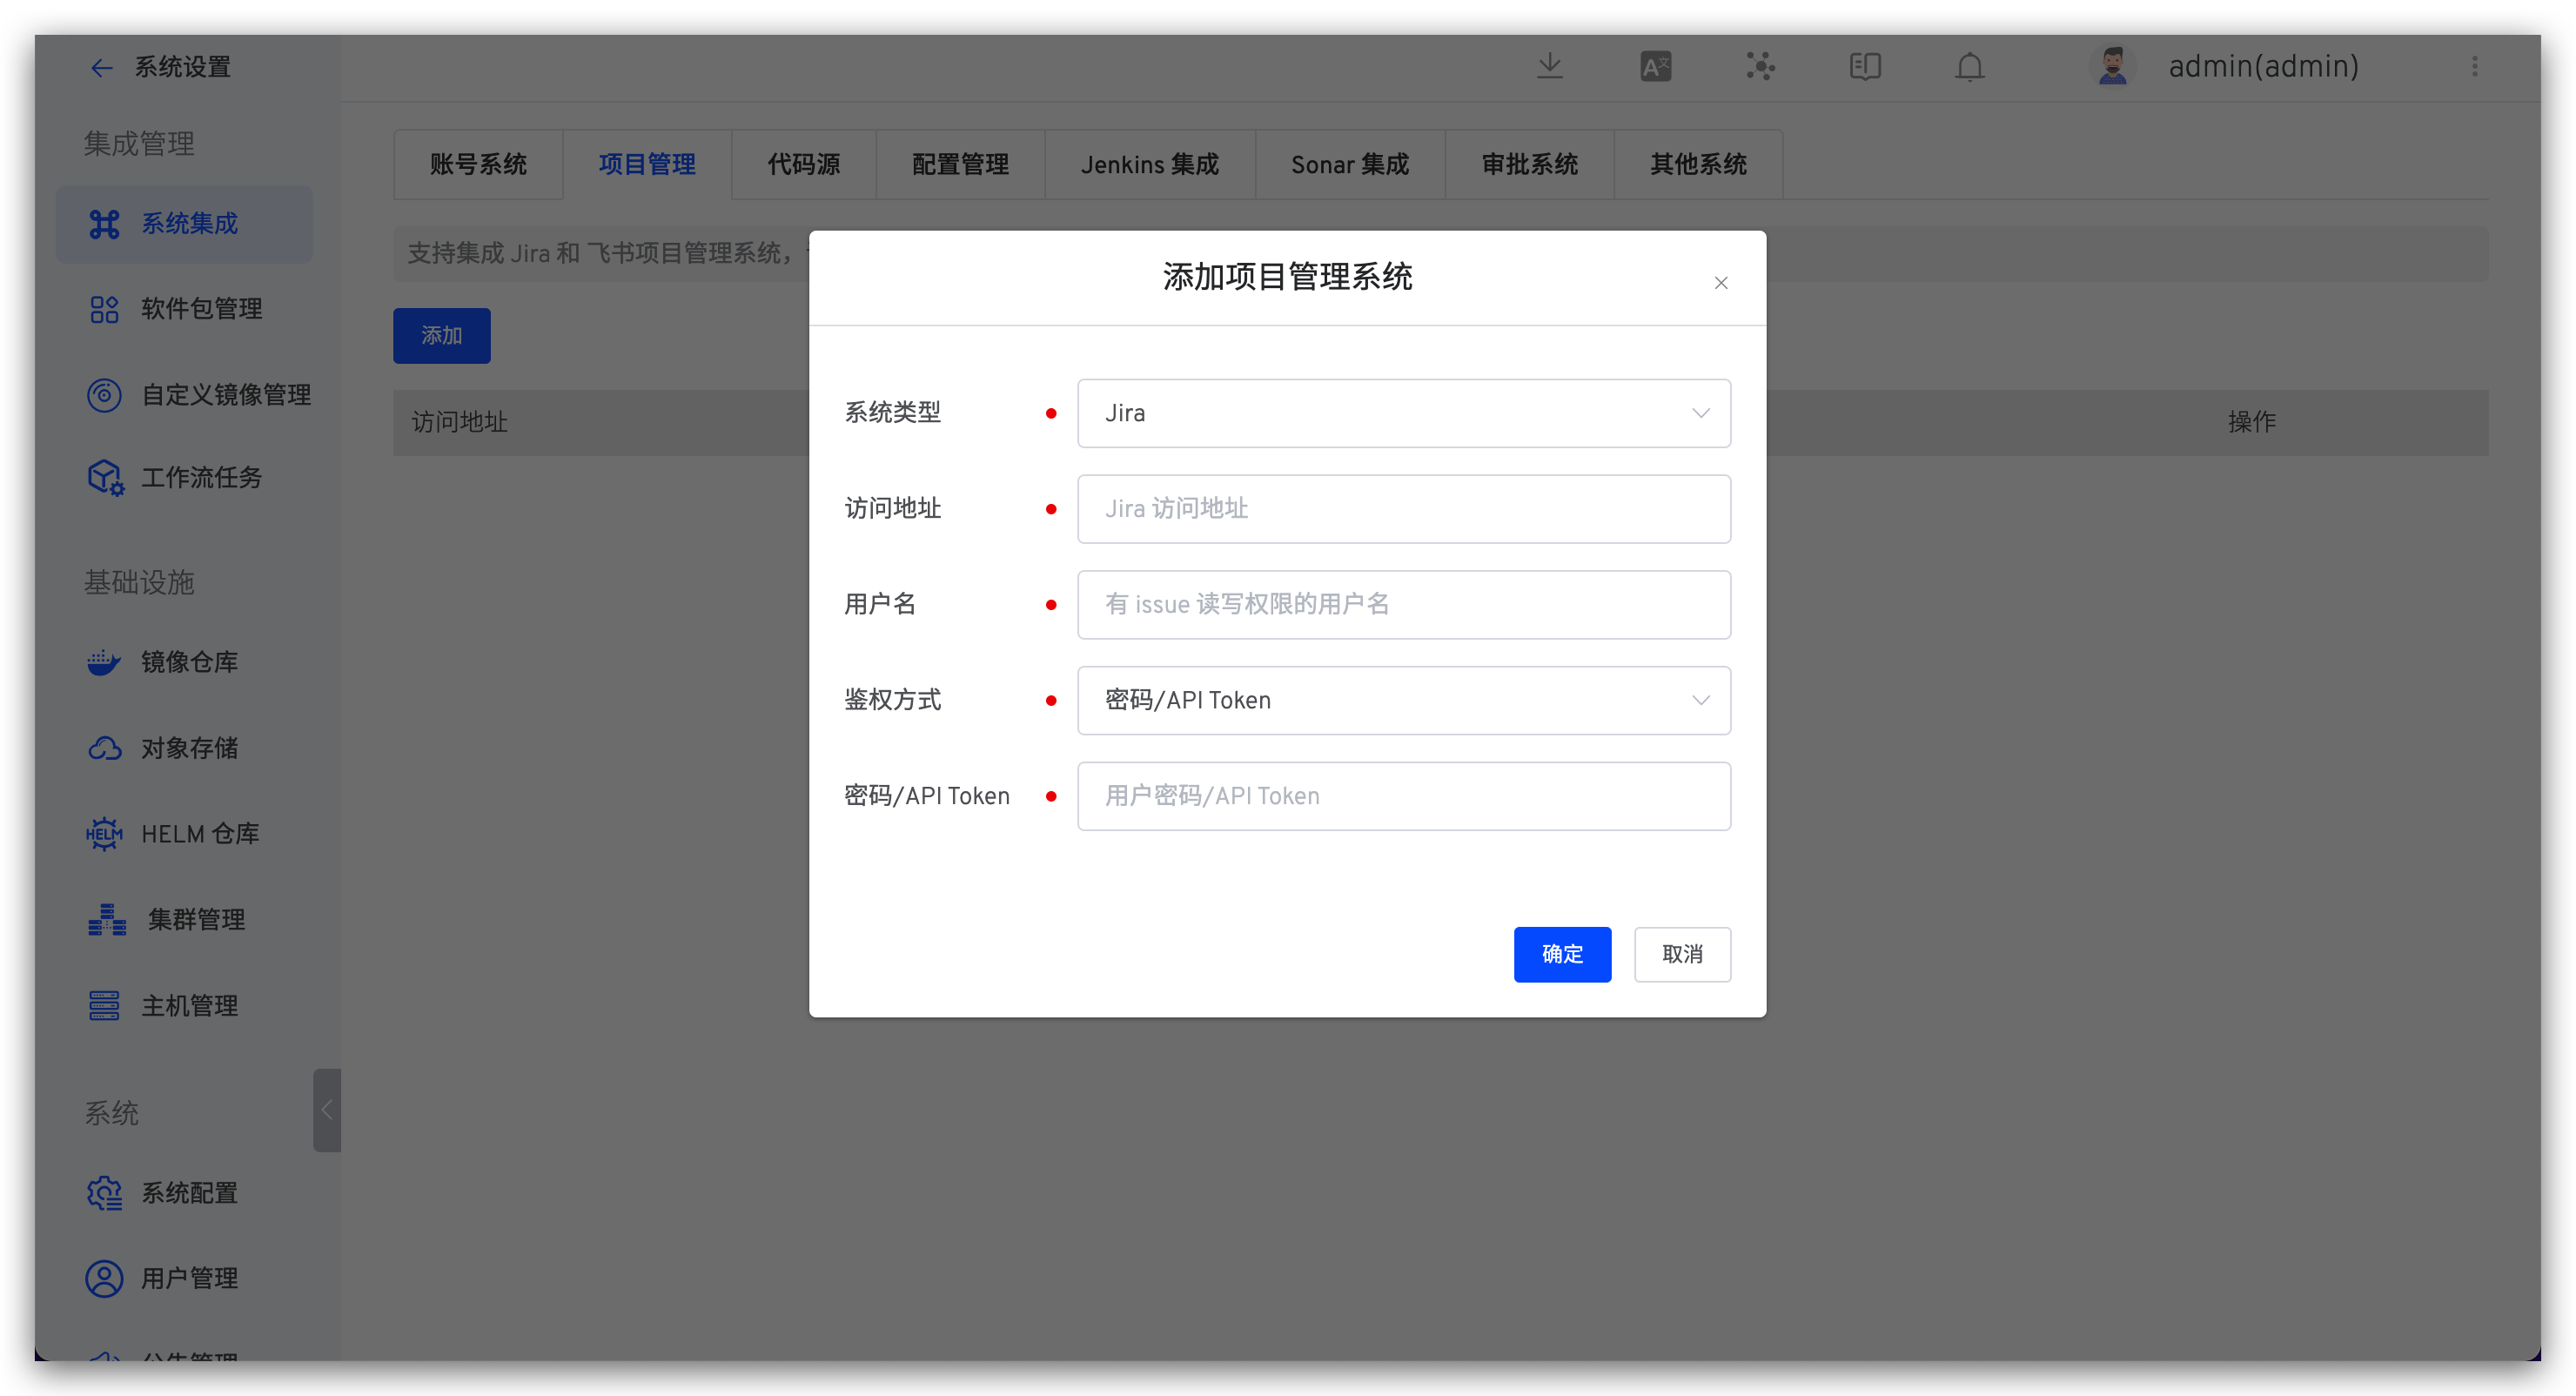 系统设置
admin(admin)
集成管理
系统集成
软件包管理
自定义镜像管理
工作流任务
基础设施
镜像仓库
对象存储
HELM 仓库
集群管理
主机管理
系统
系统配置
用户管理
公告管理
账号系统 项目管理 代码源 配置管理 Jenkins 集成 Sonar 集成 审批系统 其他系统
支持集成 Jira 和 飞书项目管理系统，
添加
访问地址 操作
添加项目管理系统
系统类型 Jira
访问地址 Jira 访问地址
用户名 有 issue 读写权限的用户名
鉴权方式 密码/API Token
密码/API Token 用户密码/API Token
确定 取消